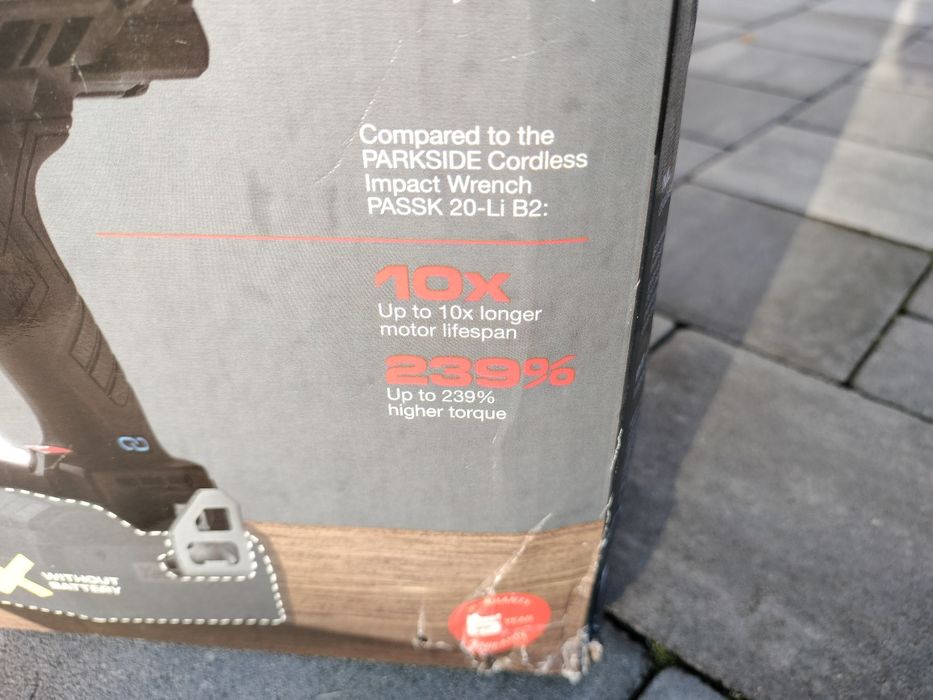 Compared to the
PARKSIDE Cordless
Impact Wrench
PASSK 20-Li B2:
10x
Up to 10x longer
motor lifespan
239%
Up to 239%
higher torque
WITHOUT
BATTERY
YEAR